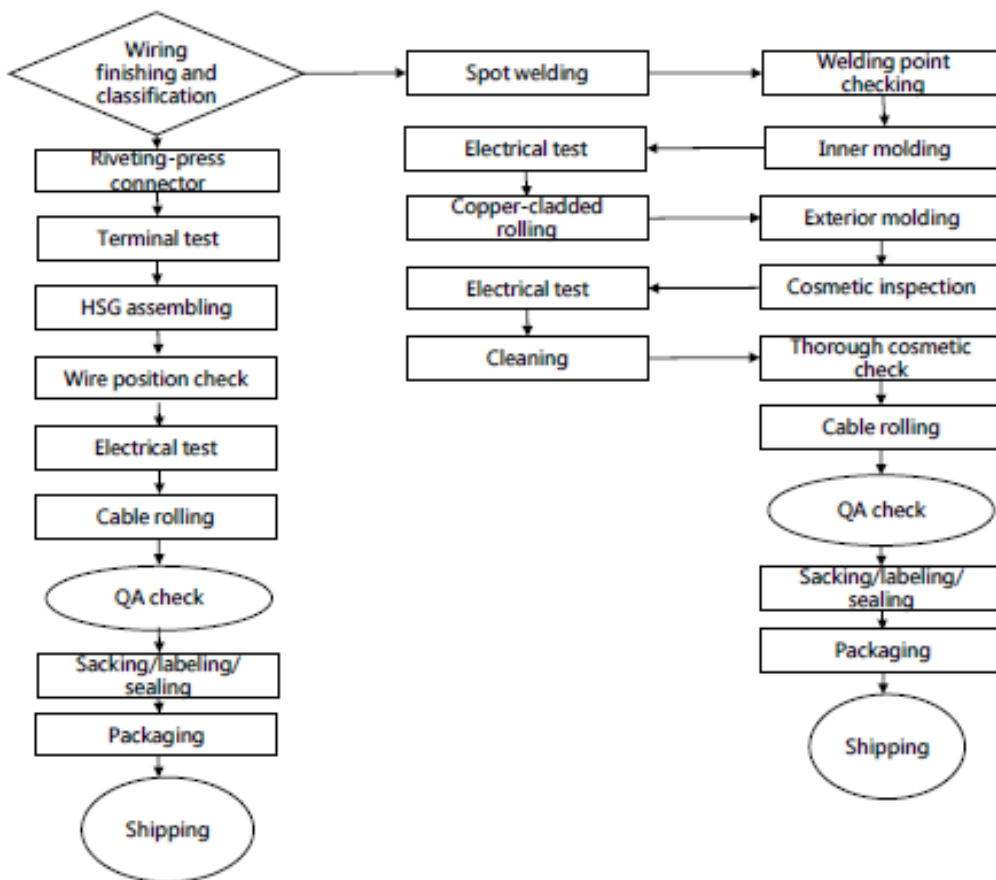 Wiring
finishing and
classification
Riveting-press
connector
Terminal test
HSG assembling
Wire position check
Electrical test
Cable rolling
QA check
Sacking/labeling/
sealing
Packaging
Shipping
Spot welding
Welding point
checking
Inner molding
Electrical test
Copper-cladded
rolling
Exterior molding
Cosmetic inspection
Electrical test
Cleaning
Thorough cosmetic
check
Cable rolling
QA check
Sacking/labeling/
sealing
Packaging
Shipping